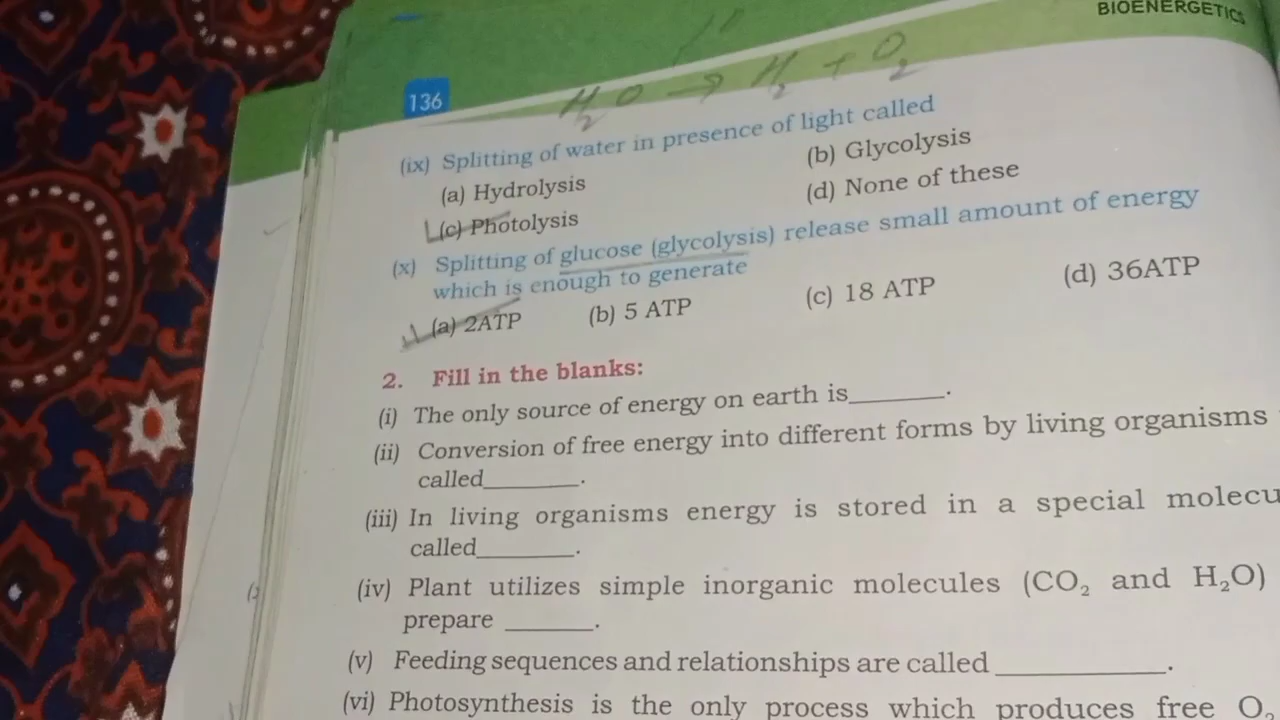 BIOENERGETICS
136
H₂O → H₂ + O₂
(ix) Splitting of water in presence of light called
(a) Hydrolysis (b) Glycolysis
(c) Photolysis (d) None of these
(x) Splitting of glucose (glycolysis) release small amount of energy
which is enough to generate
(a) 2ATP (b) 5 ATP (c) 18 ATP (d) 36ATP
2. Fill in the blanks:
(i) The only source of energy on earth is______.
(ii) Conversion of free energy into different forms by living organisms
called______.
(iii) In living organisms energy is stored in a special molecu
called______.
(iv) Plant utilizes simple inorganic molecules (CO₂ and H₂O)
prepare ______.
(v) Feeding sequences and relationships are called ___________.
(vi) Photosynthesis is the only process which produces free O₂